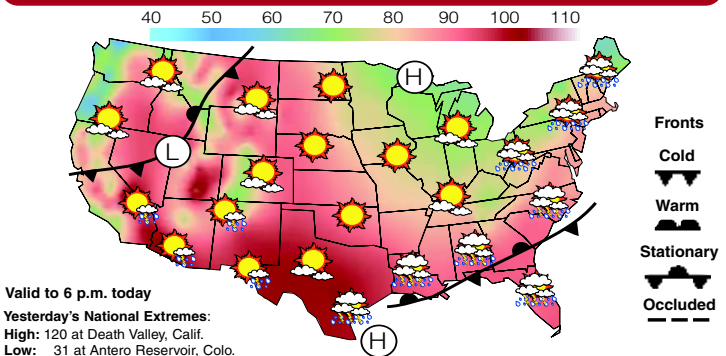 40 50 60 70 80 90 100 110
H
L
H
Fronts
Cold
Warm
Stationary
Occluded
Valid to 6 p.m. today
Yesterday's National Extremes:
High: 120 at Death Valley, Calif.
Low: 31 at Antero Reservoir, Colo.